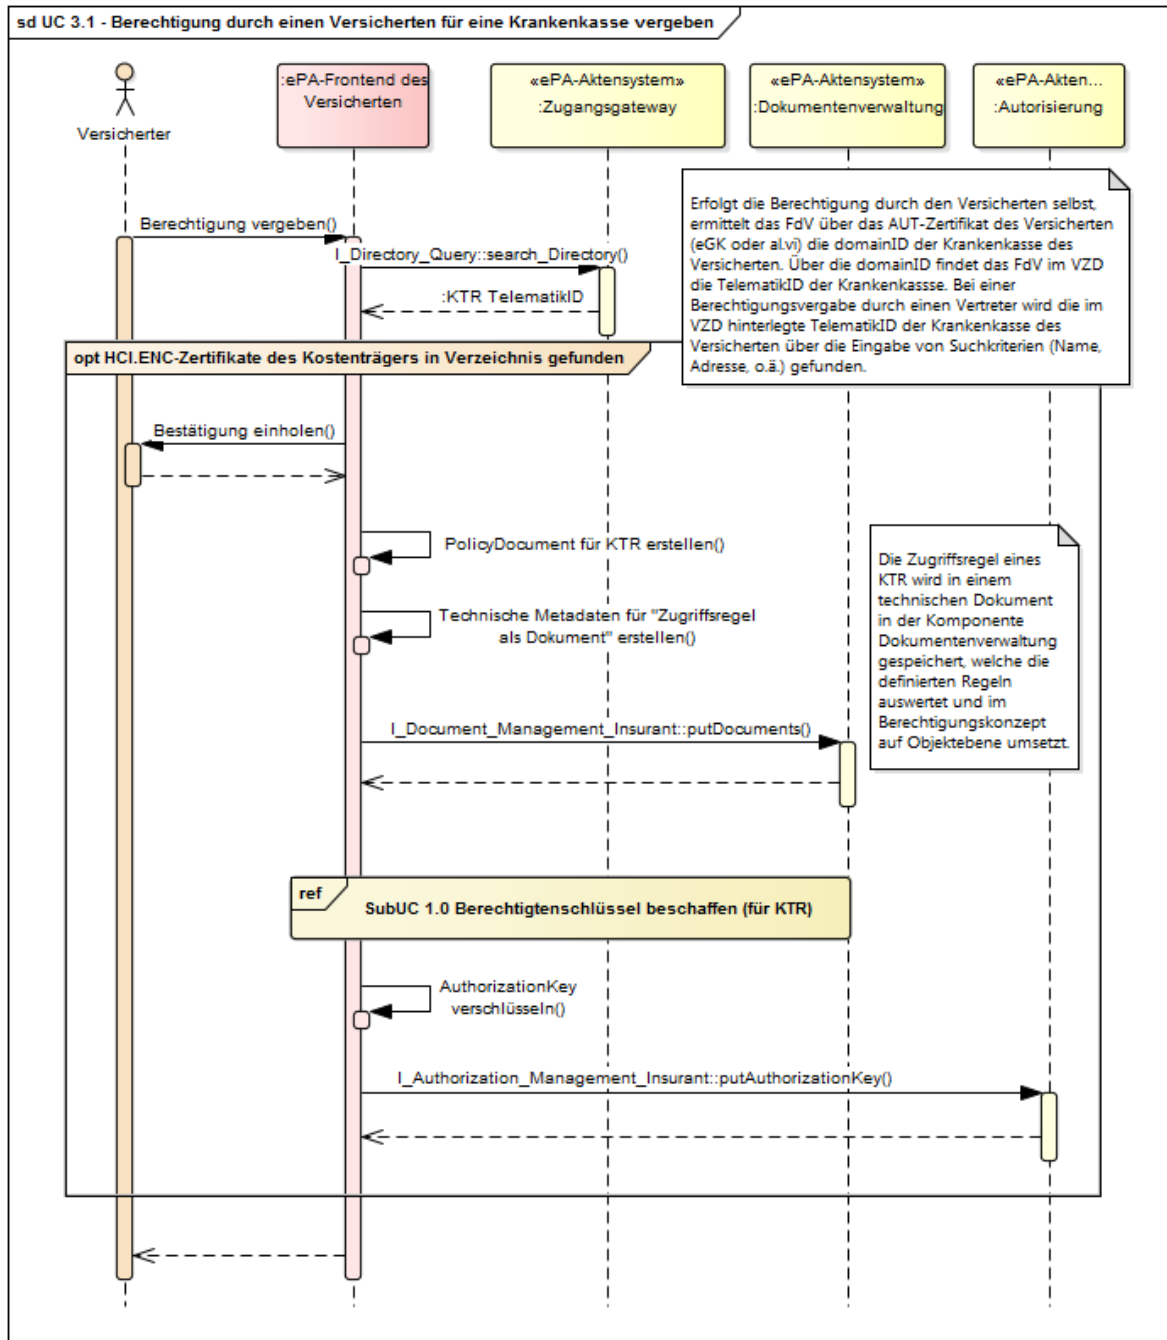 sd UC 3.1 - Berechtigung durch einen Versicherten für eine Krankenkasse vergeben
Versicherter
:ePA-Frontend des
Versicherten
«ePA-Aktensystem»
:Zugangsgateway
«ePA-Aktensystem»
:Dokumentenverwaltung
«ePA-Akten...
:Autorisierung
Erfolgt die Berechtigung durch den Versicherten selbst,
ermittelt das FdV über das AUT-Zertifikat des Versicherten
(eGK oder al.vi) die domainID der Krankenkasse des
Versicherten. Über die domainID findet das FdV im VZD
die TelematikID der Krankenkassse. Bei einer
Berechtigungsvergabe durch einen Vertreter wird die im
VZD hinterlegte TelematikID der Krankenkasse des
Versicherten über die Eingabe von Suchkriterien (Name,
Adresse, o.ä.) gefunden.
Berechtigung vergeben()
I_Directory_Query::search_Directory()
:KTR TelematikID
opt HCI.ENC-Zertifikate des Kostenträgers in Verzeichnis gefunden
Bestätigung einholen()
PolicyDocument für KTR erstellen()
Die Zugriffsregel eines
KTR wird in einem
technischen Dokument
in der Komponente
Dokumentenverwaltung
gespeichert, welche die
definierten Regeln
auswertet und im
Berechtigungskonzept
auf Objektebene umsetzt.
Technische Metadaten für "Zugriffsregel
als Dokument" erstellen()
I_Document_Management_Insurant::putDocuments()
ref
SubUC 1.0 Berechtigtenschlüssel beschaffen (für KTR)
AuthorizationKey
verschlüsseln()
I_Authorization_Management_Insurant::putAuthorizationKey()